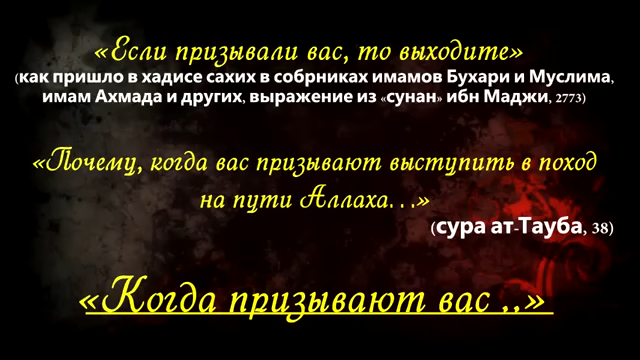 «Если призывали вас, то выходите»
(как пришло в хадисе сахих в собрниках имамов Бухари и Муслима,
имам Ахмада и других, выражение из «сунан» ибн Маджи, 2773)
«Почему, когда вас призывают выступить в поход
на пути Аллаха...»
(сура ат-Тауба, 38)
«Когда призывают вас ..»